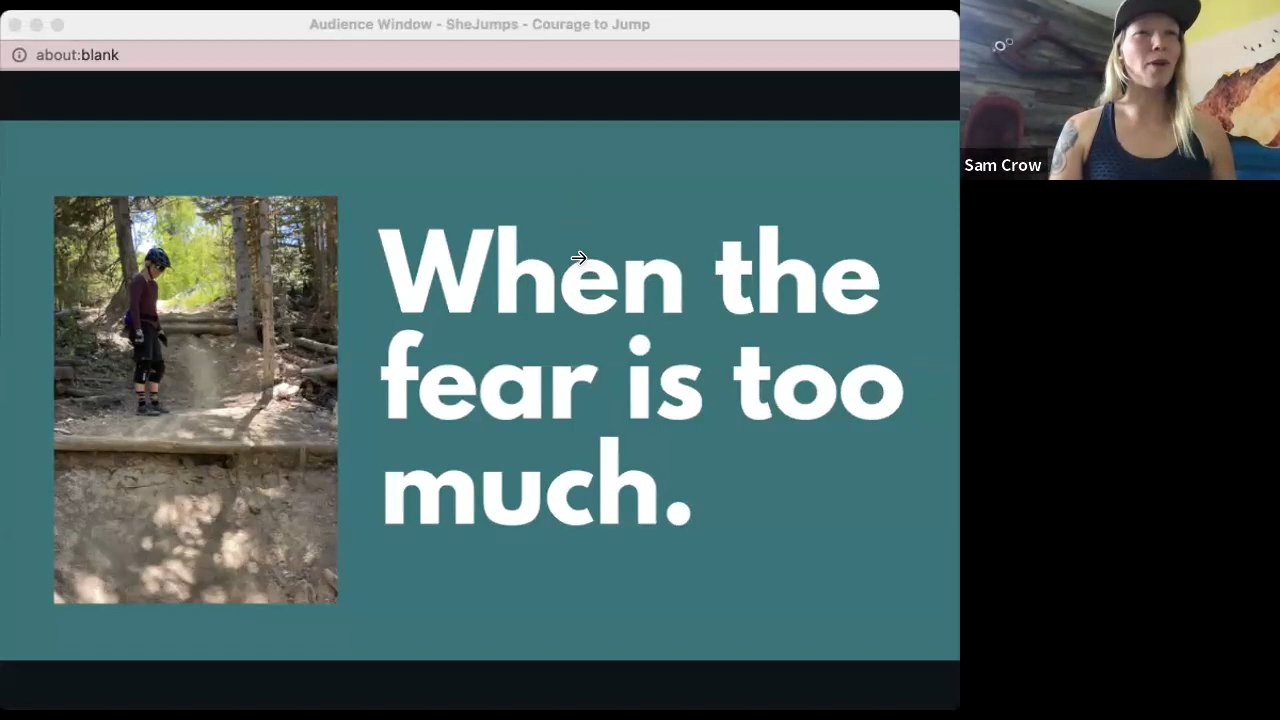 Audience Window - SheJumps - Courage to Jump
about:blank
Sam Crow
When the
fear is too
much.